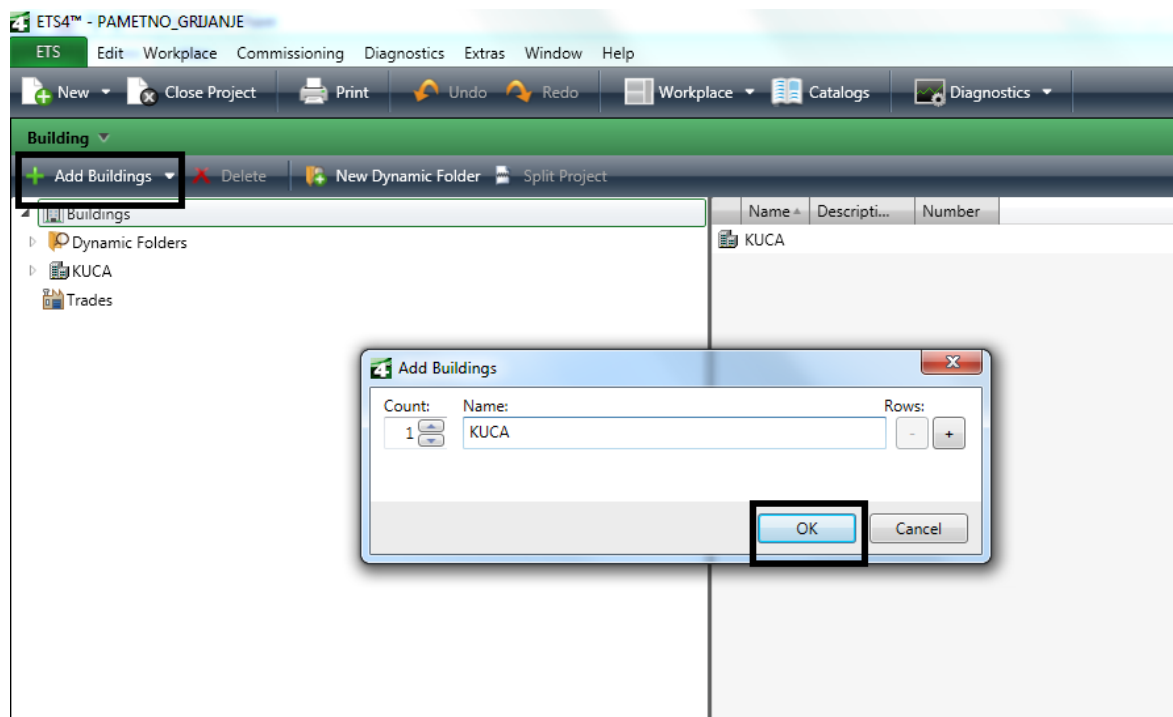 ETS4™ - PAMETNO_GRIJANJE
ETS Edit Workplace Commissioning Diagnostics Extras Window Help
New Close Project Print Undo Redo Workplace Catalogs Diagnostics
Building
Add Buildings Delete New Dynamic Folder Split Project
Buildings
Name Descripti... Number
Dynamic Folders
KUCA
KUCA
Trades
4 Add Buildings
Count: Name: Rows:
1 KUCA - +
OK Cancel